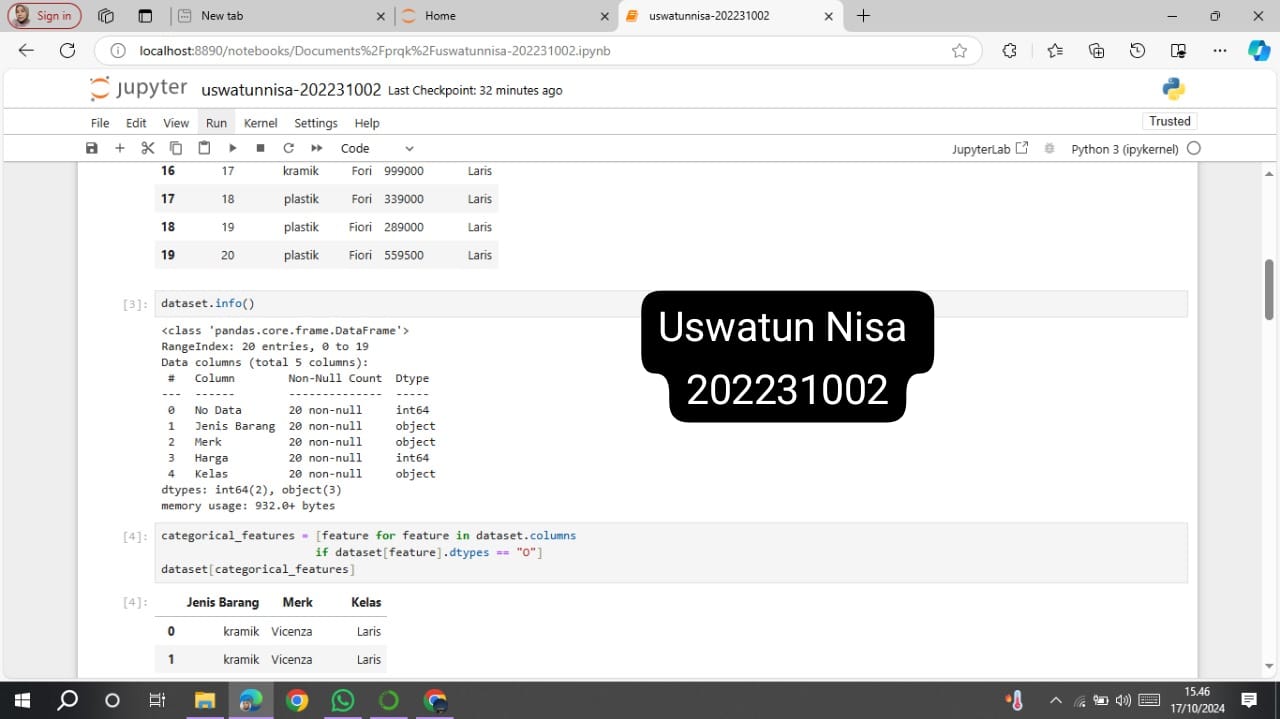 Sign in
New tab
Home
uswatunnisa-202231002
localhost:8890/notebooks/Documents%2Fprqk%2Fuswatunnisa-202231002.ipynb
jupyter uswatunnisa-202231002 Last Checkpoint: 32 minutes ago
File Edit View Run Kernel Settings Help
Trusted
Code
JupyterLab
Python 3 (ipykernel)
16 17 kramik Fori 999000 Laris
17 18 plastik Fori 339000 Laris
18 19 plastik Fiori 289000 Laris
19 20 plastik Fiori 559500 Laris
[3]: dataset.info()
<class 'pandas.core.frame.DataFrame'>
RangeIndex: 20 entries, 0 to 19
Data columns (total 5 columns):
# Column Non-Null Count Dtype
--- ------ -------------- -----
0 No Data 20 non-null int64
1 Jenis Barang 20 non-null object
2 Merk 20 non-null object
3 Harga 20 non-null int64
4 Kelas 20 non-null object
dtypes: int64(2), object(3)
memory usage: 932.0+ bytes
Uswatun Nisa
202231002
[4]: categorical_features = [feature for feature in dataset.columns
if dataset[feature].dtypes == "O"]
dataset[categorical_features]
[4]: Jenis Barang Merk Kelas
0 kramik Vicenza Laris
1 kramik Vicenza Laris
15.46
17/10/2024